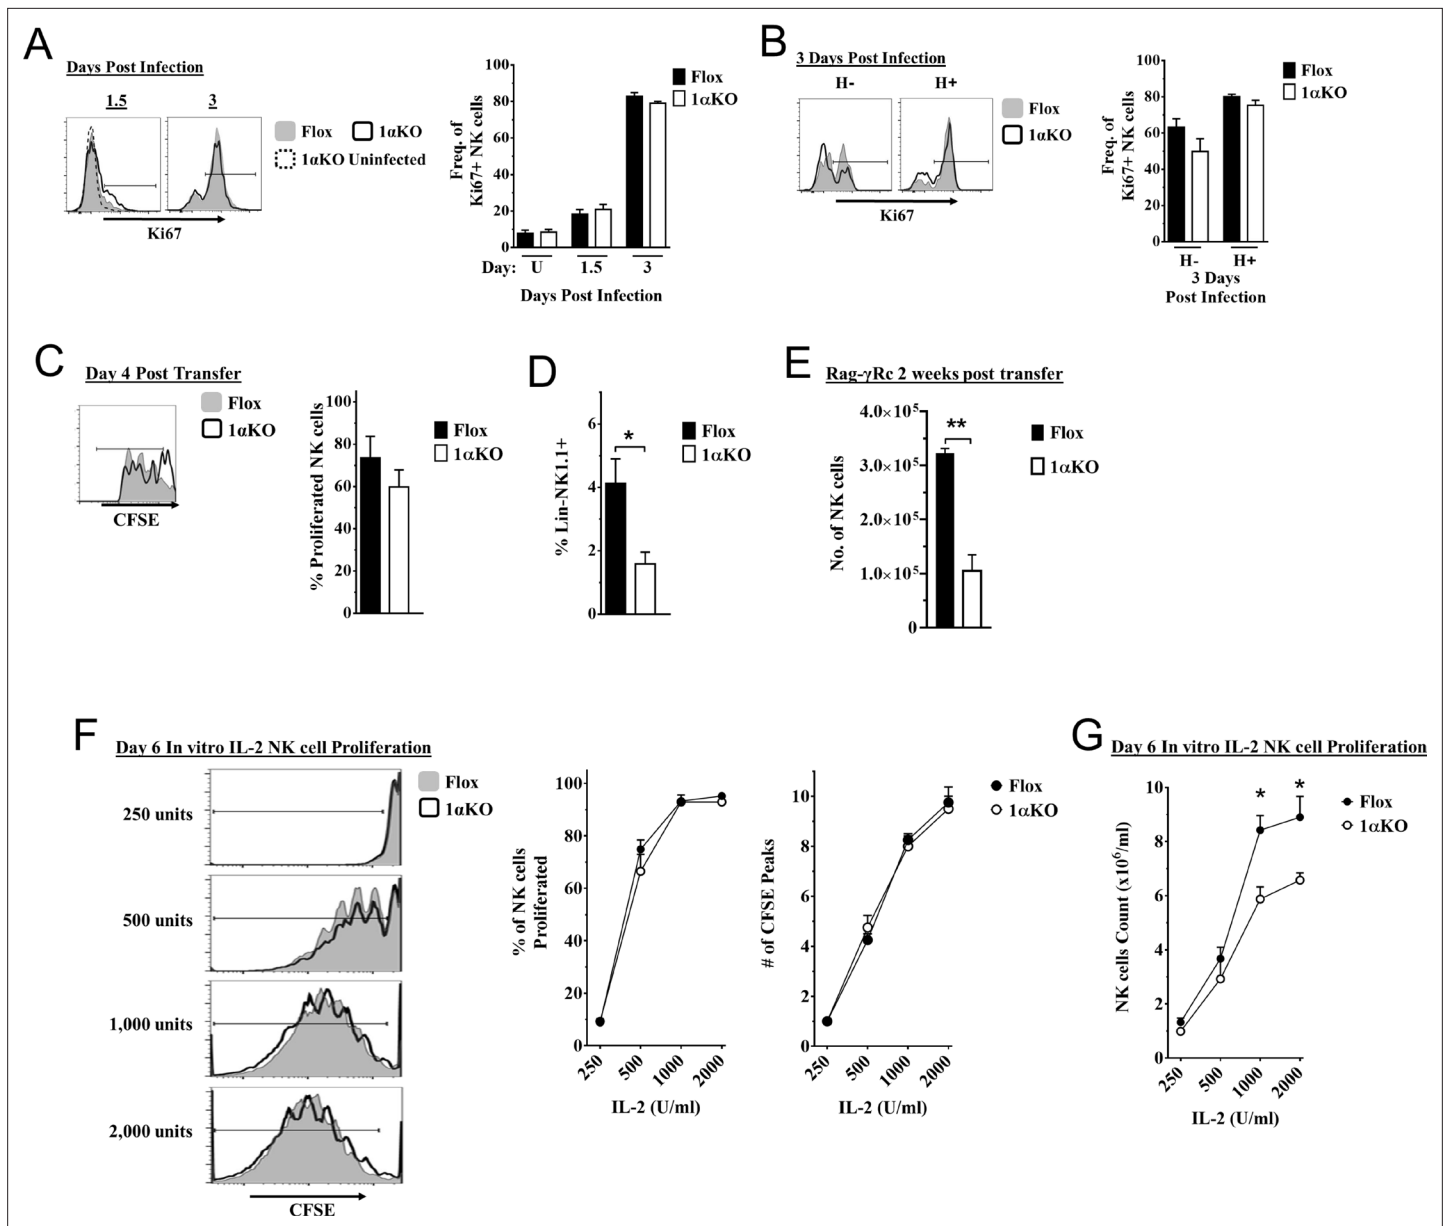 A
Days Post Infection
1.5 3
Flox 1αKO
1αKO Uninfected
Ki67
Freq. of
Ki67+ NK cells
100
80
60
40
20
0
Flox
1αKO
Day: U 1.5 3
Days Post Infection
B
3 Days Post Infection
H- H+
Flox
1αKO
Ki67
Freq. of
Ki67+ NK cells
100
80
60
40
20
0
Flox
1αKO
H- H+
3 Days
Post Infection
C
Day 4 Post Transfer
Flox
1αKO
CFSE
% Proliferated NK cells
100
80
60
40
20
0
Flox
1αKO
D
% Lin-NK1.1+
6
4
2
0
*
Flox
1αKO
E
Rag-γRc 2 weeks post transfer
No. of NK cells
4.0×10⁵
3.0×10⁵
2.0×10⁵
1.0×10⁵
0
**
Flox
1αKO
F
Day 6 In vitro IL-2 NK cell Proliferation
Flox
1αKO
250 units
500 units
1,000 units
2,000 units
CFSE
% of NK cells
Proliferated
100
80
60
40
20
0
250 500 1000 2000
IL-2 (U/ml)
# of CFSE Peaks
10
8
6
4
2
0
250 500 1000 2000
IL-2 (U/ml)
Flox
1αKO
G
Day 6 In vitro IL-2 NK cell Proliferation
NK cells Count (x10⁶/ml)
10
8
6
4
2
0
* *
Flox
1αKO
250 500 1000 2000
IL-2 (U/ml)